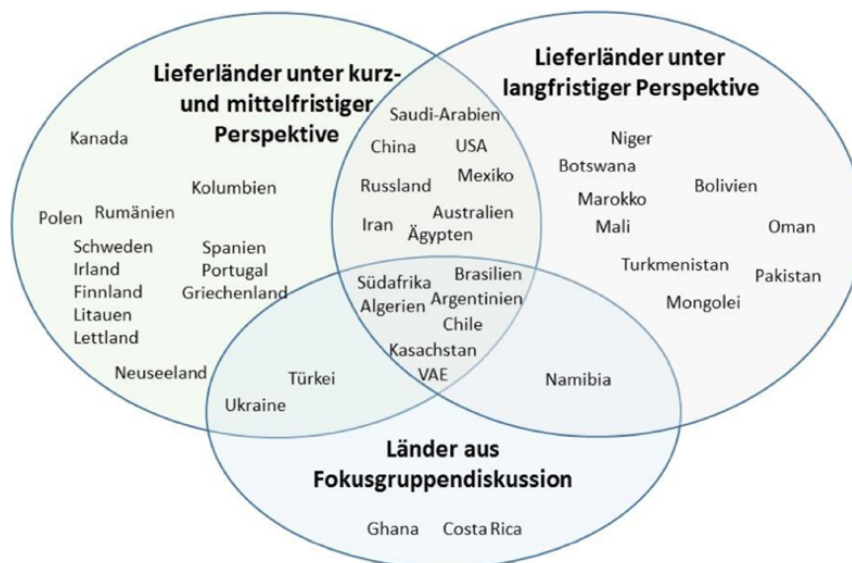 Lieferländer unter kurz-
und mittelfristiger
Perspektive
Kanada
Kolumbien
Polen
Rumänien
Schweden
Irland
Finnland
Litauen
Lettland
Spanien
Portugal
Griechenland
Neuseeland
Saudi-Arabien
China
USA
Russland
Mexiko
Iran
Australien
Ägypten
Lieferländer unter
langfristiger Perspektive
Niger
Botswana
Bolivien
Marokko
Mali
Oman
Turkmenistan
Pakistan
Mongolei
Südafrika
Brasilien
Algerien
Argentinien
Chile
Kasachstan
VAE
Türkei
Ukraine
Namibia
Länder aus
Fokusgruppendiskussion
Ghana
Costa Rica